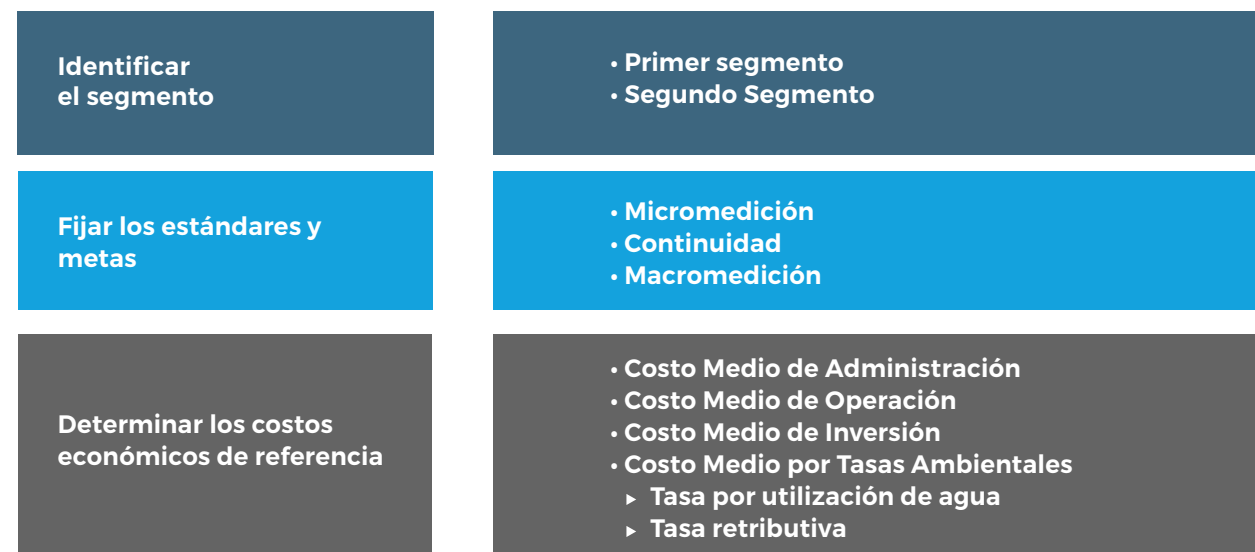 Identificar
el segmento
• Primer segmento
• Segundo Segmento
Fijar los estándares y
metas
• Micromedición
• Continuidad
• Macromedición
Determinar los costos
económicos de referencia
• Costo Medio de Administración
• Costo Medio de Operación
• Costo Medio de Inversión
• Costo Medio por Tasas Ambientales
▸ Tasa por utilización de agua
▸ Tasa retributiva